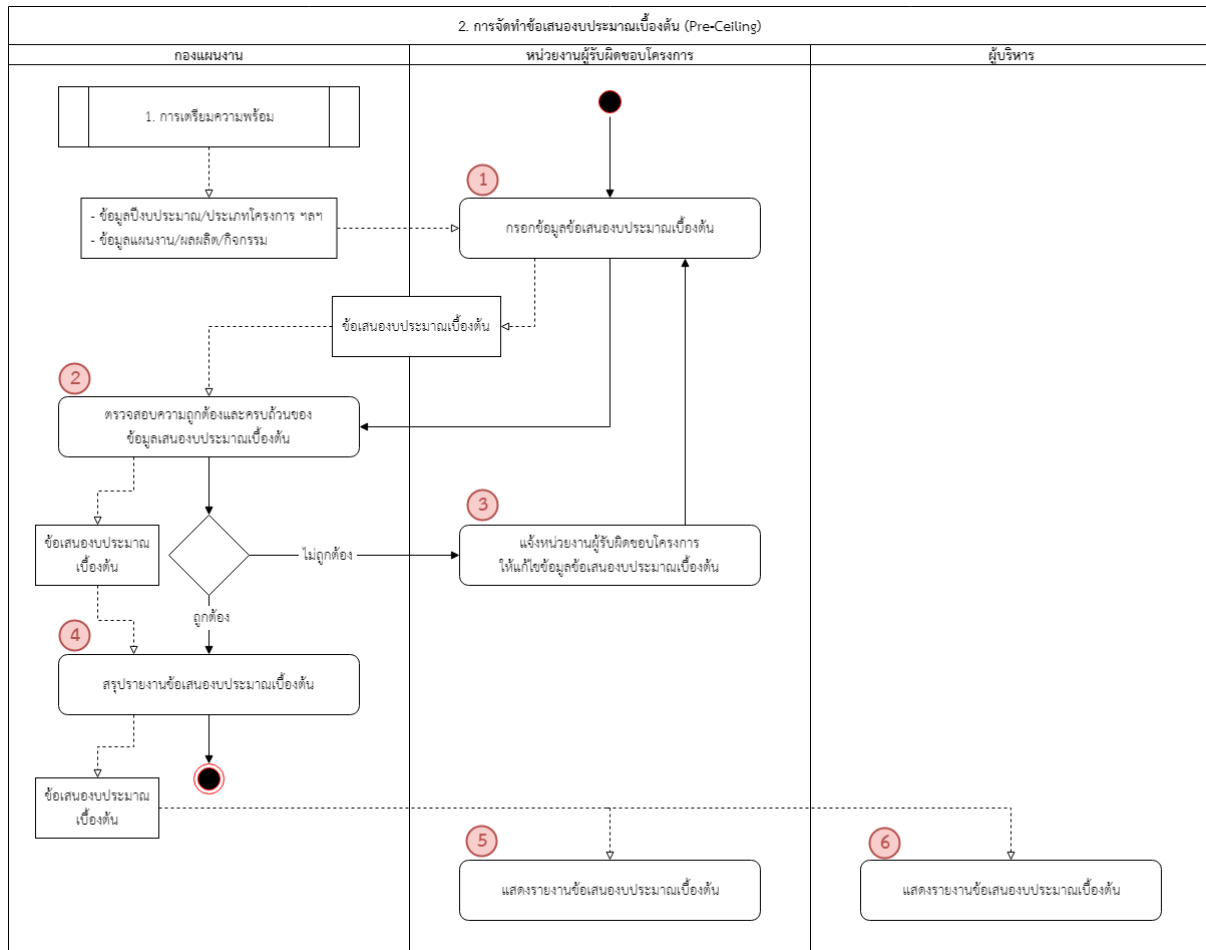 2. การจัดทำข้อเสนองบประมาณเบื้องต้น (Pre-Ceiling)
กองแผนงาน
หน่วยงานผู้รับผิดชอบโครงการ
ผู้บริหาร
1. การเตรียมความพร้อม
1
- ข้อมูลปีงบประมาณ/ประเภทโครงการ ฯลฯ
- ข้อมูลแผนงาน/ผลผลิต/กิจกรรม
กรอกข้อมูลข้อเสนองบประมาณเบื้องต้น
ข้อเสนองบประมาณเบื้องต้น
2
ตรวจสอบความถูกต้องและครบถ้วนของ
ข้อมูลเสนองบประมาณเบื้องต้น
3
ข้อเสนองบประมาณ
เบื้องต้น
ไม่ถูกต้อง
แจ้งหน่วยงานผู้รับผิดชอบโครงการ
ให้แก้ไขข้อมูลข้อเสนองบประมาณเบื้องต้น
ถูกต้อง
4
สรุปรายงานข้อเสนองบประมาณเบื้องต้น
ข้อเสนองบประมาณ
เบื้องต้น
5
6
แสดงรายงานข้อเสนองบประมาณเบื้องต้น
แสดงรายงานข้อเสนองบประมาณเบื้องต้น